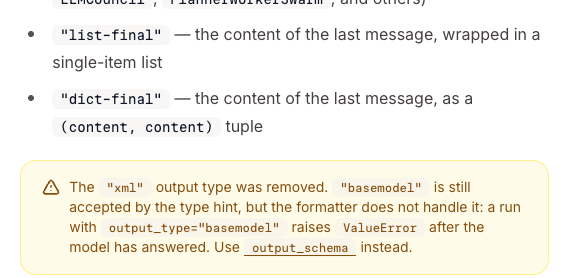 LLMCouncil, PlannerWorkerSwarm, and others)
• "list-final" — the content of the last message, wrapped in a
single-item list
• "dict-final" — the content of the last message, as a
(content, content) tuple
The "xml" output type was removed. "basemodel" is still
accepted by the type hint, but the formatter does not handle it: a run
with output_type="basemodel" raises ValueError after the
model has answered. Use output_schema instead.